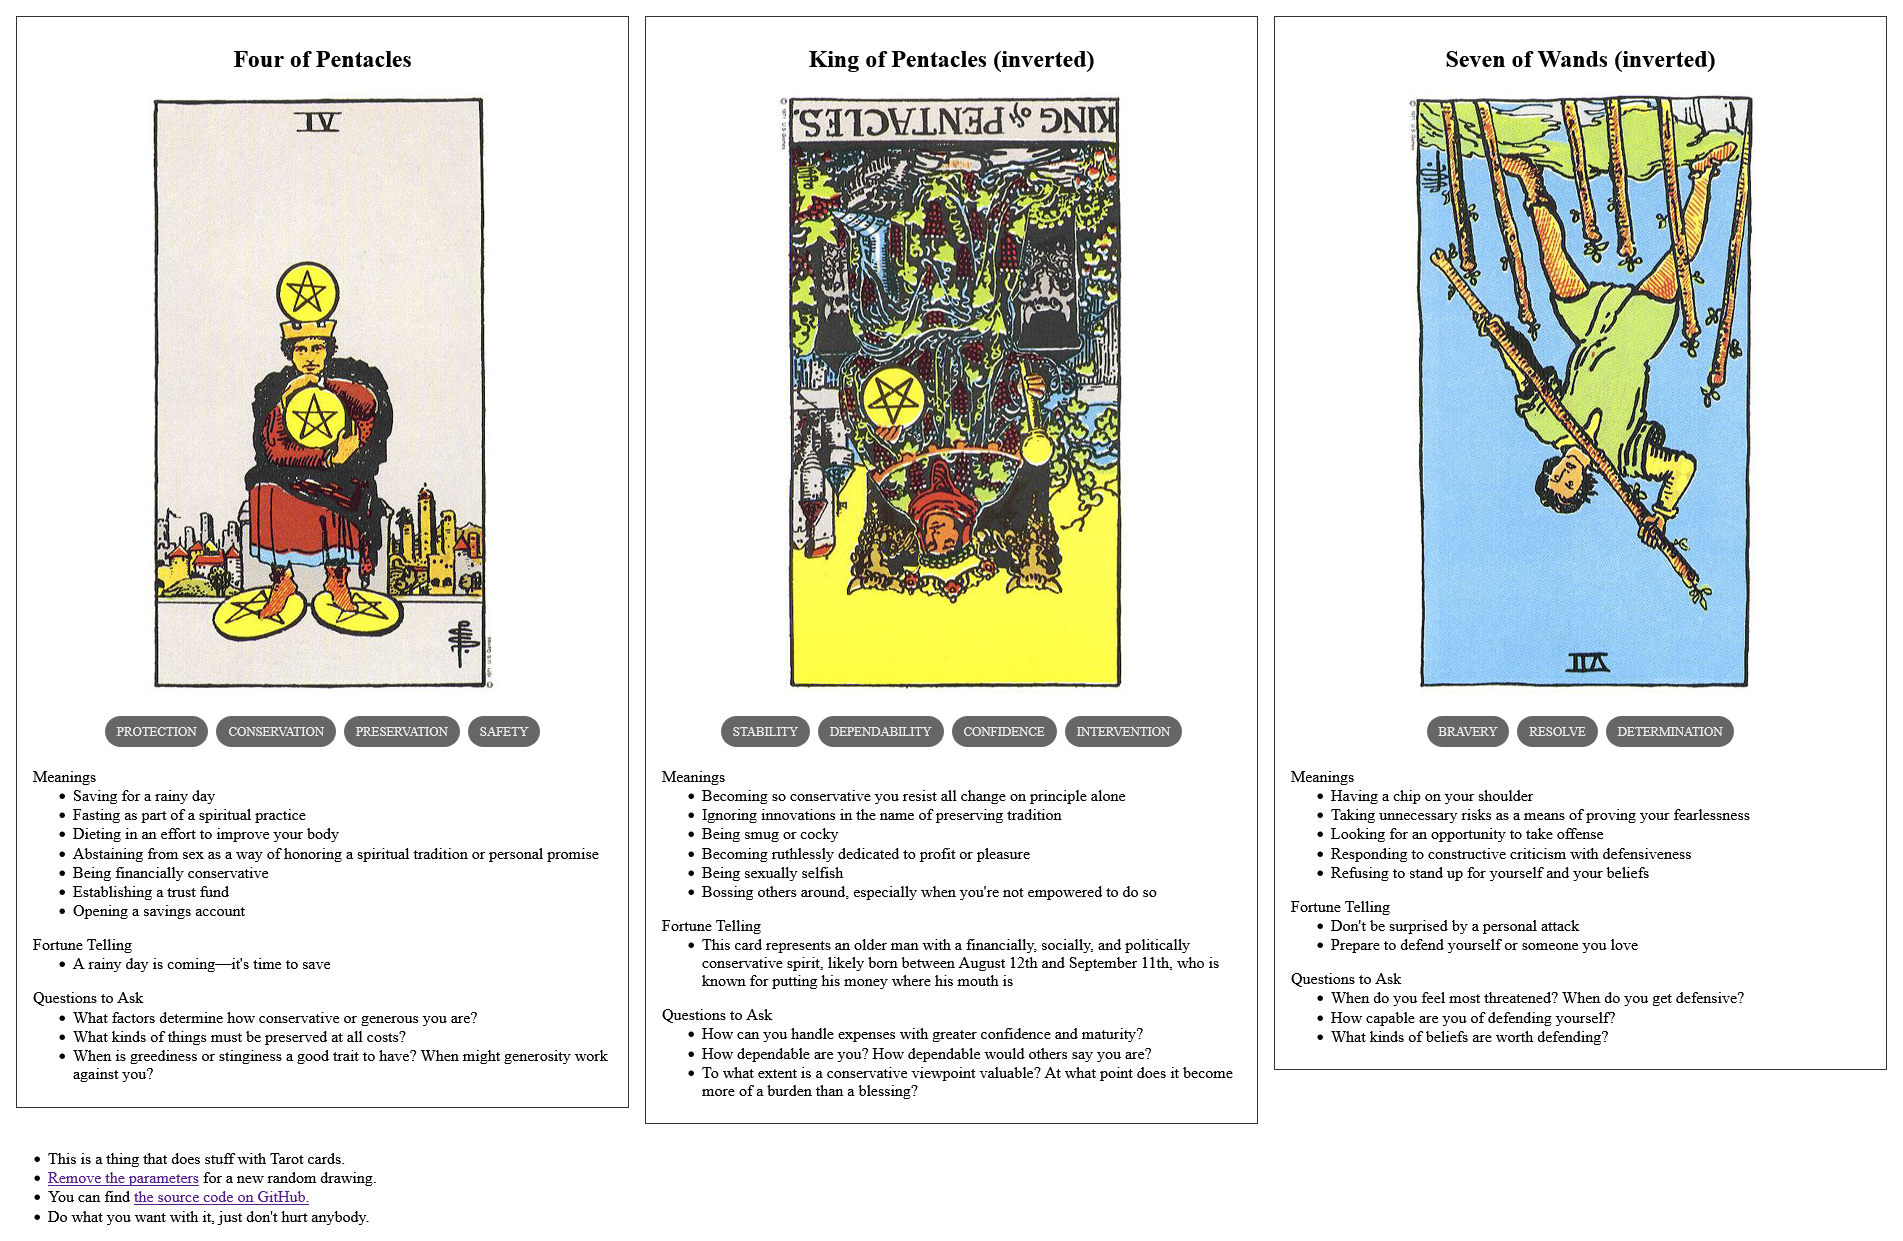 Four of Pentacles
IV
PROTECTION CONSERVATION PRESERVATION SAFETY
Meanings
Saving for a rainy day
Fasting as part of a spiritual practice
Dieting in an effort to improve your body
Abstaining from sex as a way of honoring a spiritual tradition or personal promise
Being financially conservative
Establishing a trust fund
Opening a savings account
Fortune Telling
A rainy day is coming—it's time to save
Questions to Ask
What factors determine how conservative or generous you are?
What kinds of things must be preserved at all costs?
When is greediness or stinginess a good trait to have? When might generosity work
against you?
King of Pentacles (inverted)
KING of PENTACLES.
STABILITY DEPENDABILITY CONFIDENCE INTERVENTION
Meanings
Becoming so conservative you resist all change on principle alone
Ignoring innovations in the name of preserving tradition
Being smug or cocky
Becoming ruthlessly dedicated to profit or pleasure
Being sexually selfish
Bossing others around, especially when you're not empowered to do so
Fortune Telling
This card represents an older man with a financially, socially, and politically
conservative spirit, likely born between August 12th and September 11th, who is
known for putting his money where his mouth is
Questions to Ask
How can you handle expenses with greater confidence and maturity?
How dependable are you? How dependable would others say you are?
To what extent is a conservative viewpoint valuable? At what point does it become
more of a burden than a blessing?
Seven of Wands (inverted)
VII
BRAVERY RESOLVE DETERMINATION
Meanings
Having a chip on your shoulder
Taking unnecessary risks as a means of proving your fearlessness
Looking for an opportunity to take offense
Responding to constructive criticism with defensiveness
Refusing to stand up for yourself and your beliefs
Fortune Telling
Don't be surprised by a personal attack
Prepare to defend yourself or someone you love
Questions to Ask
When do you feel most threatened? When do you get defensive?
How capable are you of defending yourself?
What kinds of beliefs are worth defending?
This is a thing that does stuff with Tarot cards.
Remove the parameters for a new random drawing.
You can find the source code on GitHub.
Do what you want with it, just don't hurt anybody.